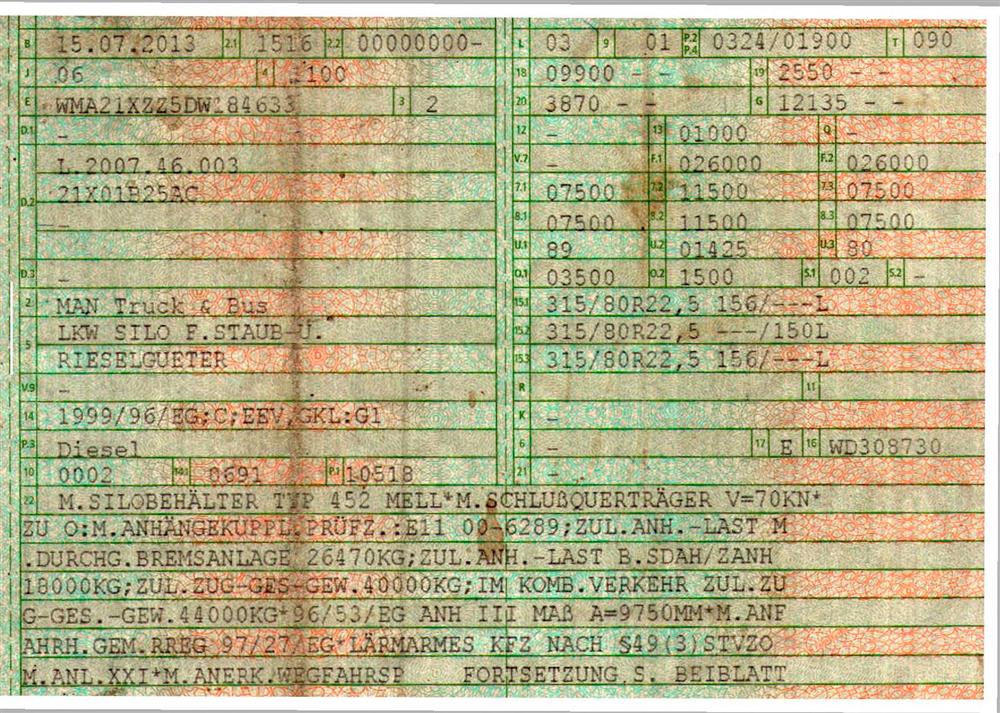 B 15.07.2013 2.1 1516 2.2 00000000-
J 06 4 -100
E WMA21XZZ5DW184633 3 2
D.1 -
L.2007.46.003
D.2 21X01B25AC
--
D.3 -
2 MAN Truck & Bus
LKW SILO F.STAUB U.
5 RIESELGUETER
V.9 -
14 1999/96/EG;C;EEV,GKL:G1
P.3 Diesel
10 0002 14.1 0691 P.1 10518
L 03 9 01 P.2 P.4 0324/01900 T 090
18 09900 - - 19 2550 - -
20 3870 - - G 12135 - -
12 - 13 01000 Q -
V.7 - F.1 026000 F.2 026000
7.1 07500 7.2 11500 7.3 07500
8.1 07500 8.2 11500 8.3 07500
U.1 89 U.2 01425 U.3 80
O.1 03500 O.2 1500 S.1 002 S.2 -
15.1 315/80R22,5 156/---L
15.2 315/80R22,5 ---/150L
15.3 315/80R22,5 156/---L
R 11
K -
6 - 17 E 16 WD308730
21 -
22 M.SILOBEHÄLTER TYP 452 MELL*M.SCHLUßQUERTRÄGER V=70KN*
ZU O:M.ANHÄNGEKUPPL.PRÜFZ.:E11 00-6289;ZUL.ANH.-LAST M
.DURCHG.BREMSANLAGE 26470KG;ZUL.ANH.-LAST B.SDAH/ZANH
18000KG;ZUL.ZUG-GES-GEW.40000KG;IM KOMB.VERKEHR ZUL.ZU
G-GES.-GEW.44000KG*96/53/EG ANH III MAß A=9750MM*M.ANF
AHRH.GEM.RREG 97/27/EG*LÄRMARMES KFZ NACH §49(3)STVZO
M.ANL.XXI*M.ANERK.WEGFAHRSP FORTSETZUNG S. BEIBLATT